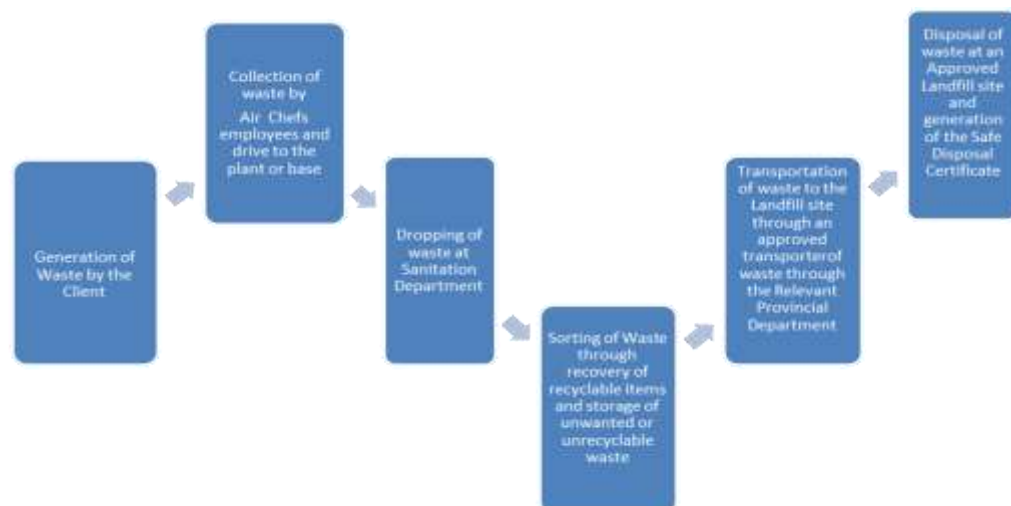 Generation of
Waste by the
Client
Collection of
waste by
Air Chefs
employees and
drive to the
plant or base
Dropping of
waste at
Sanitation
Department
Sorting of Waste
through
recovery of
recyclable items
and storage of
unwanted or
unrecyclable
waste
Transportation
of waste to the
Landfill site
through an
approved
transporterof
waste through
the Relevant
Provincial
Department
Disposal of
waste at an
Approved
Landfill site
and
generation
of the Safe
Disposal
Certificate